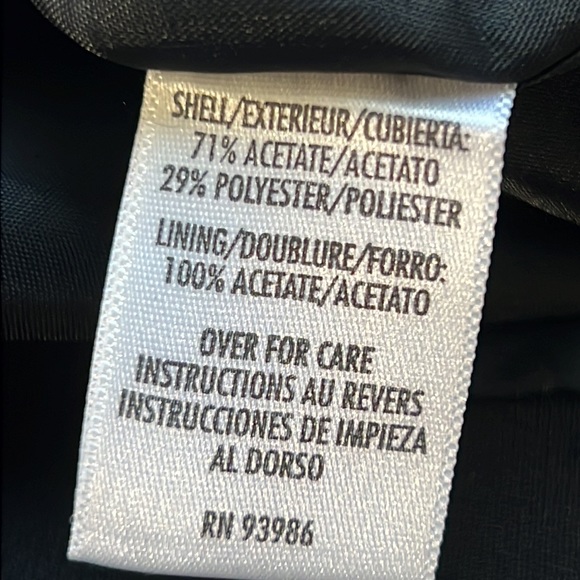 SHELL/EXTERIEUR/CUBIERTA:
71% ACETATE/ACETATO
29% POLYESTER/POLIESTER
LINING/DOUBLURE/FORRO:
100% ACETATE/ACETATO
OVER FOR CARE
INSTRUCTIONS AU REVERS
INSTRUCCIONES DE IMPIEZA
AL DORSO
RN 93986